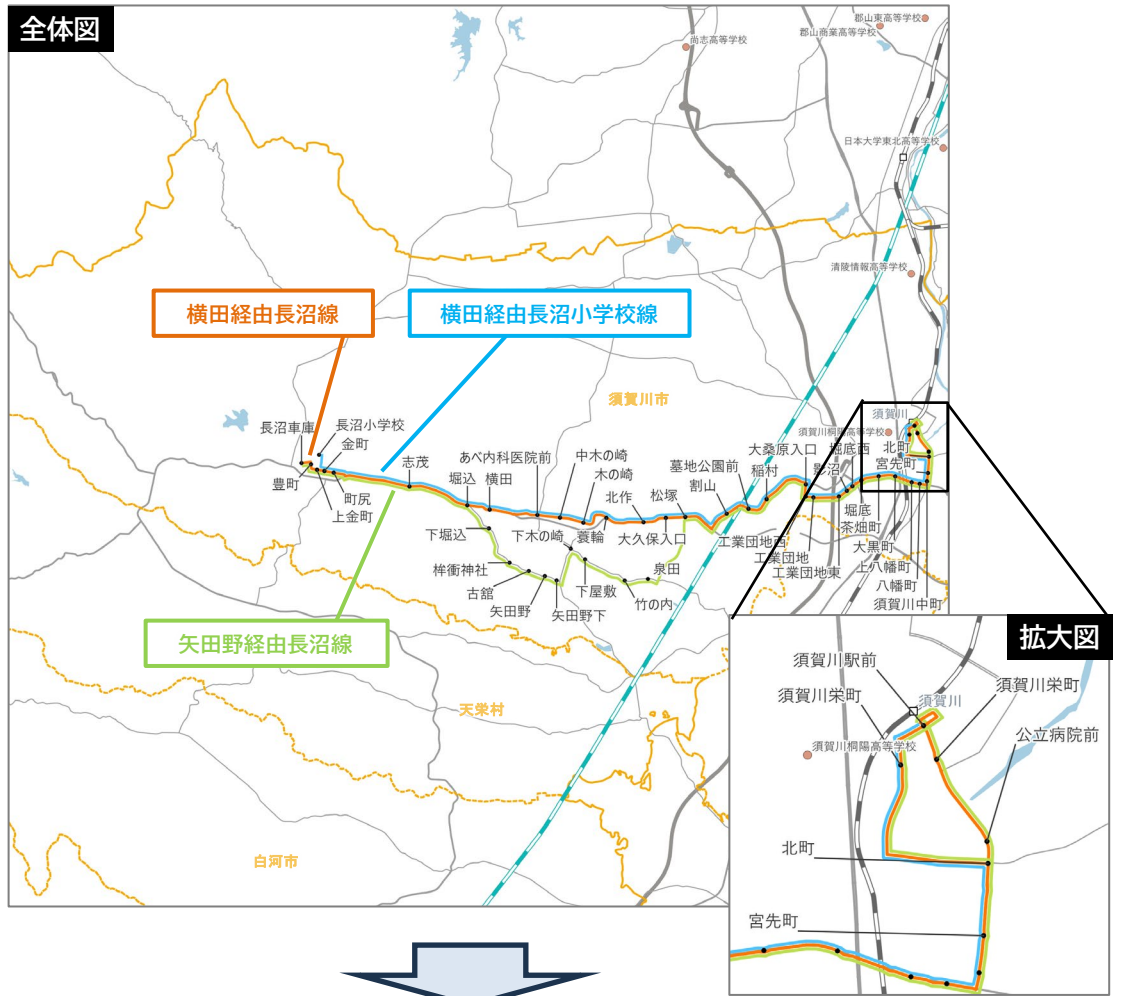 全体図
郡山東高等学校
郡山商業高等学校
尚志高等学校
日本大学東北高等学校
清陵情報高等学校
横田経由長沼線
横田経由長沼小学校線
須賀川市
須賀川
須賀川桐陽高等学校
長沼車庫
長沼小学校
金町
豊町
上金町
町尻
志茂
堀込
横田
あべ内科医院前
中木の崎
木の崎
蓑輪
北作
大久保入口
松塚
割山
墓地公園前
稲村
大桑原入口
影沼
堀底西
北町
宮先町
堀底
茶畑町
大黒町
上八幡町
八幡町
須賀川中町
工業団地西
工業団地
工業団地東
下堀込
桙衝神社
古舘
矢田野
矢田野下
下木の崎
下屋敷
竹の内
泉田
矢田野経由長沼線
天栄村
白河市
拡大図
須賀川駅前
須賀川栄町
須賀川
須賀川栄町
公立病院前
須賀川桐陽高等学校
北町
宮先町